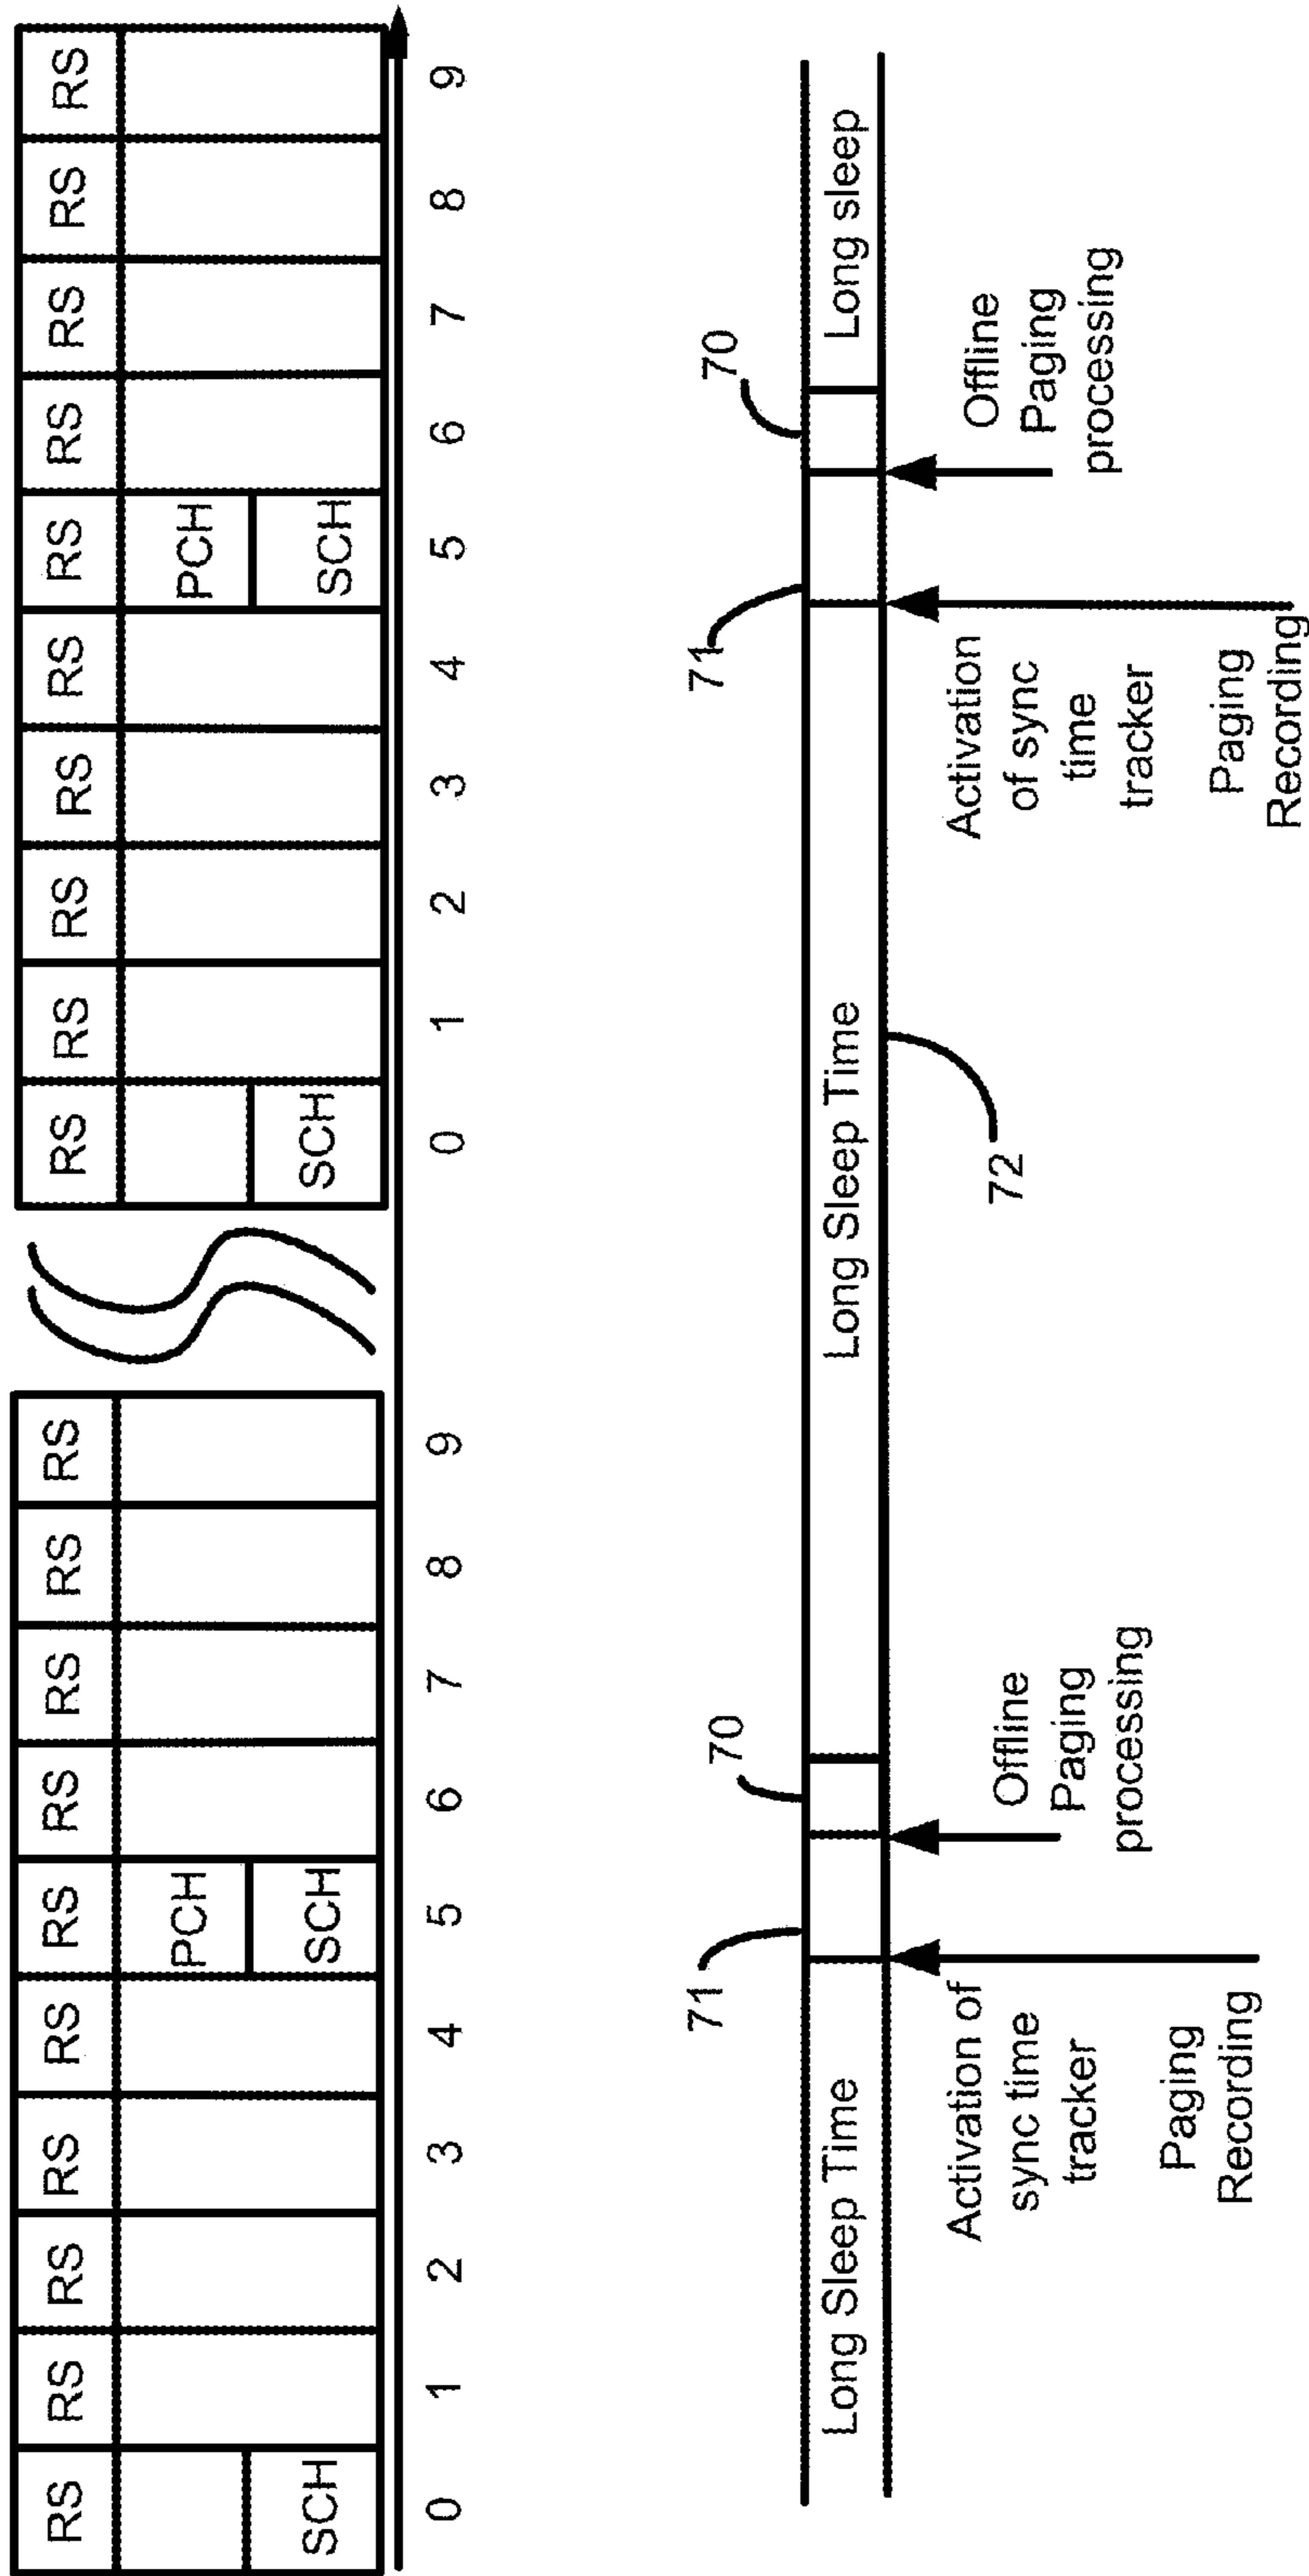 RS RS RS RS RS RS RS RS RS RS RS RS RS RS RS RS RS RS RS RS
PCH PCH
SCH SCH SCH SCH
0 1 2 3 4 5 6 7 8 9 0 1 2 3 4 5 6 7 8 9
71 70 71 70
Long Sleep Time
Long Sleep Time
Long sleep
72
Activation of
sync time
tracker
Paging
Recording
Offline
Paging
processing
Activation
of sync
time
tracker
Paging
Recording
Offline
Paging
processing